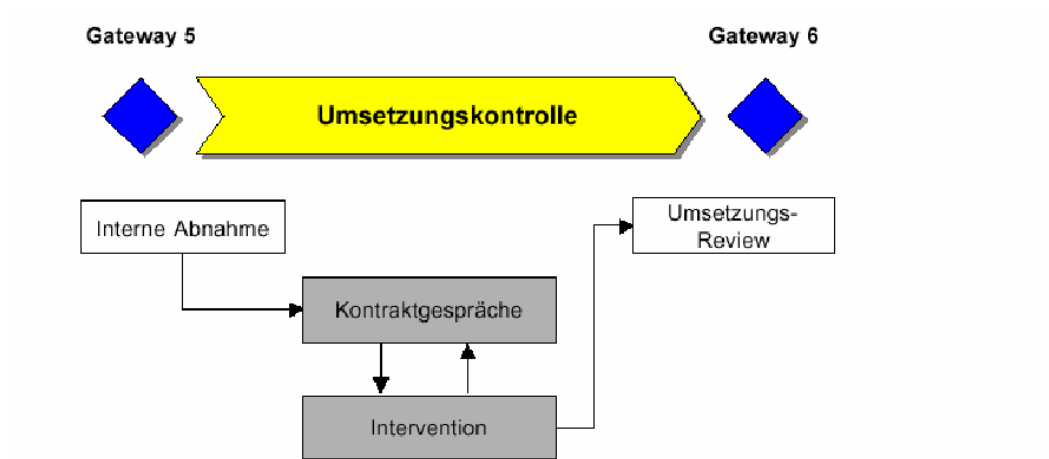 Gateway 5
Gateway 6
Umsetzungskontrolle
Interne Abnahme
Umsetzungs-
Review
Kontraktgespräche
Intervention